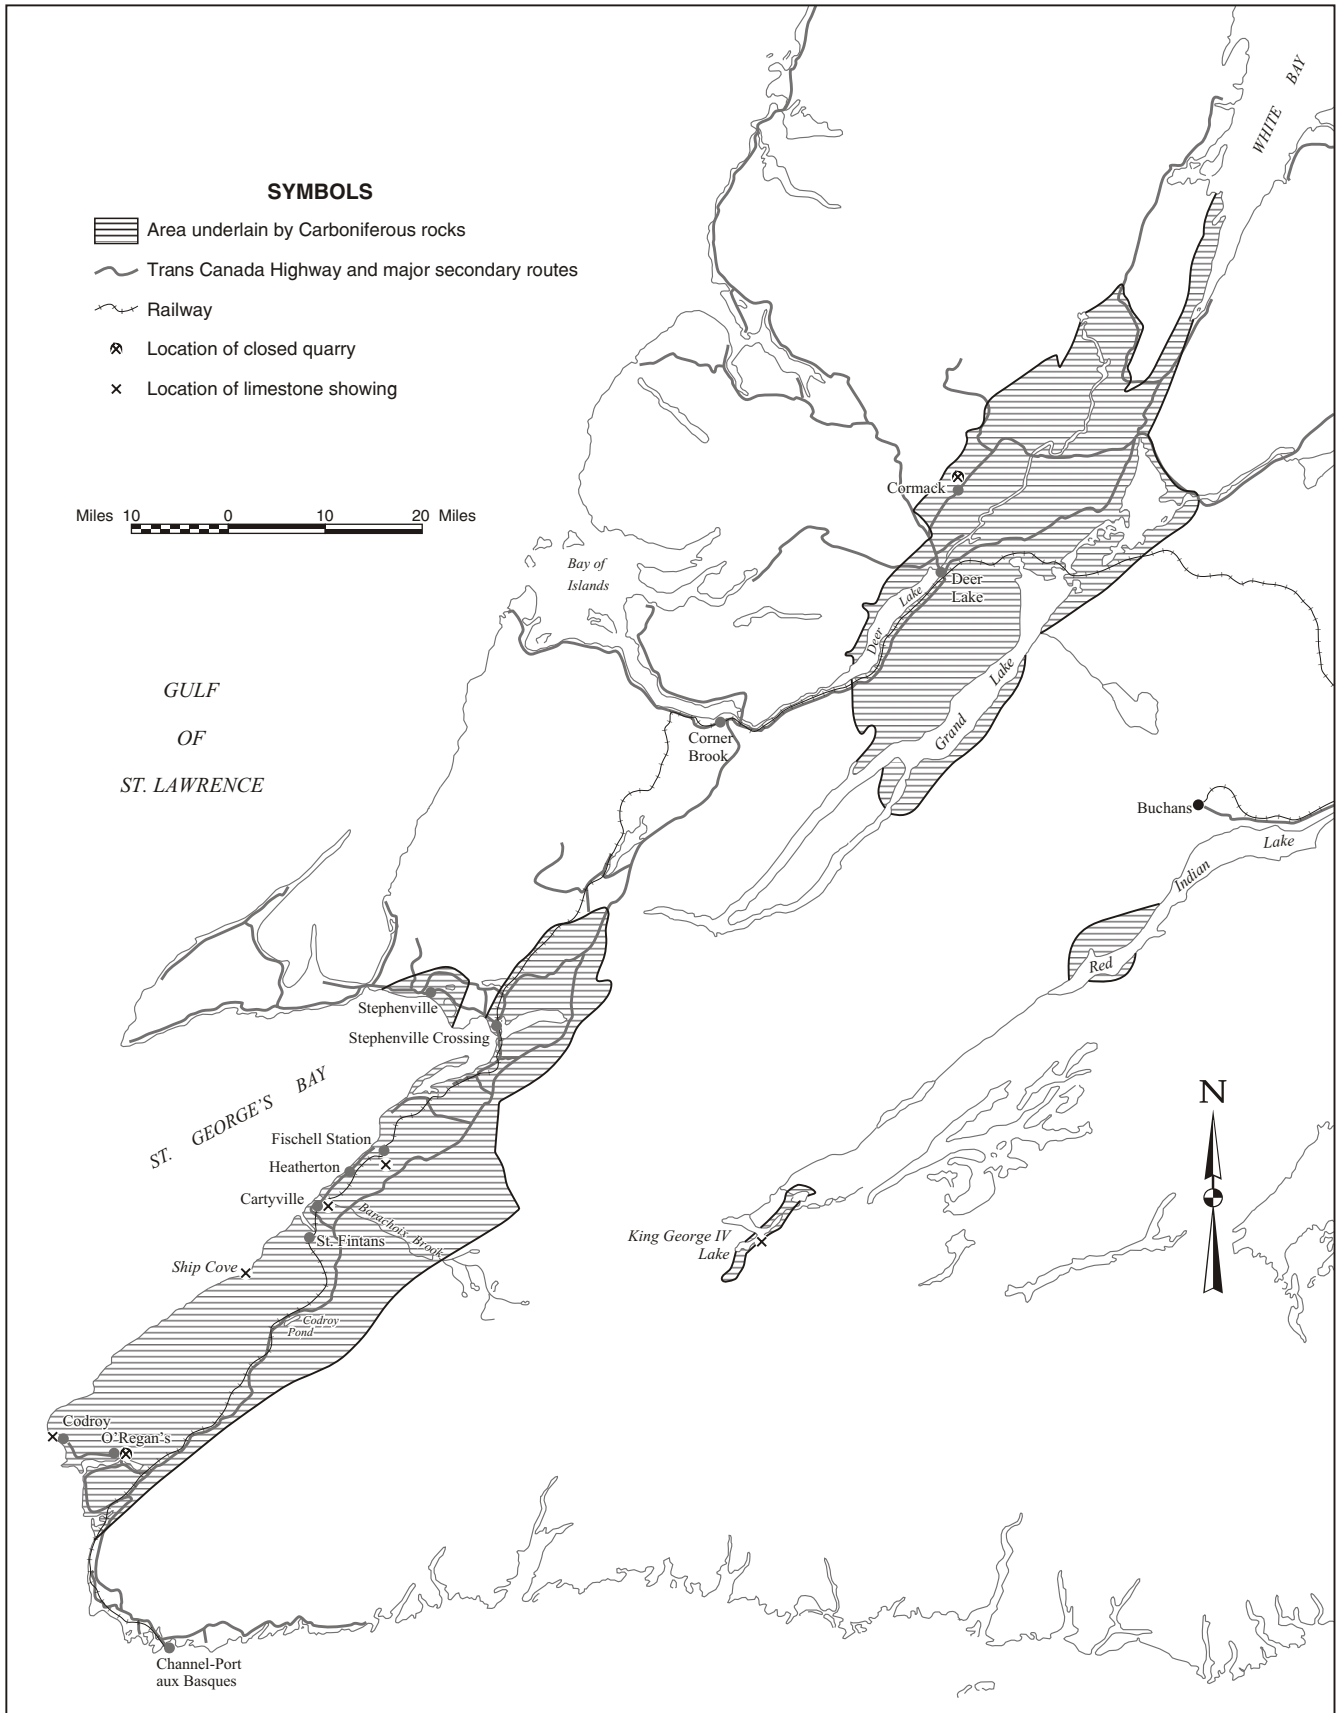 WHITE BAY
SYMBOLS
Area underlain by Carboniferous rocks
Trans Canada Highway and major secondary routes
Railway
Location of closed quarry
Location of limestone showing
Miles 10 0 10 20 Miles
Cormack
Bay of
Islands
Deer
Lake
Deer Lake
GULF
OF
ST. LAWRENCE
Grand Lake
Corner
Brook
Buchans
Red Indian Lake
Stephenville
Stephenville Crossing
ST. GEORGE'S BAY
N
Fischell Station
Heatherton
Cartyville
Barachoix Brook
St. Fintans
King George IV
Lake
Ship Cove
Codroy
Pond
Codroy
O'Regan's
Channel-Port
aux Basques